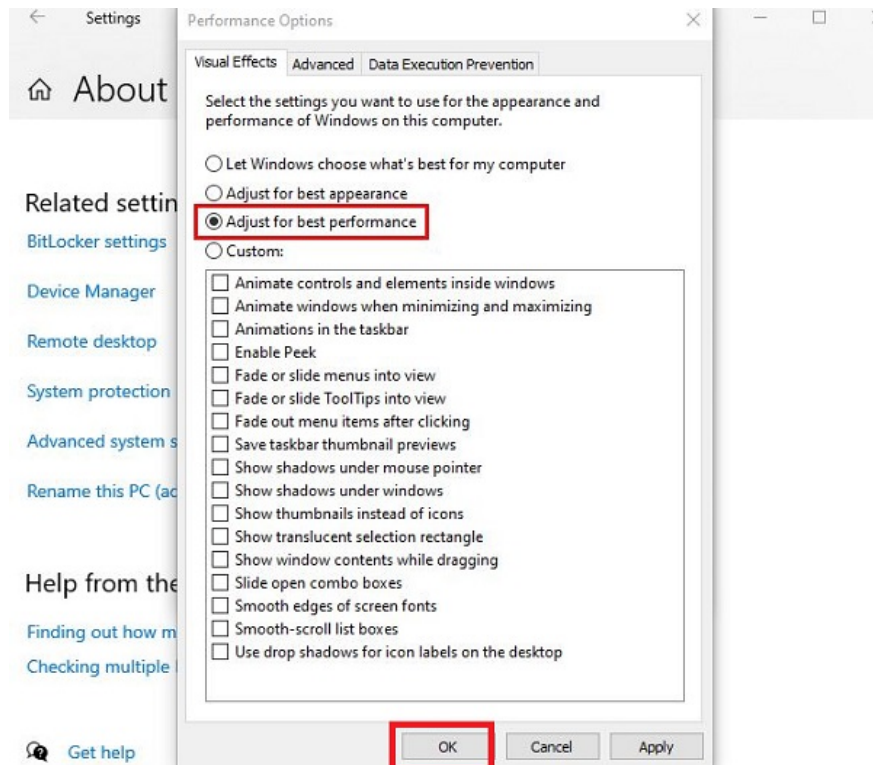 Settings
About
Related settin
BitLocker settings
Device Manager
Remote desktop
System protection
Advanced system s
Rename this PC (ac
Help from the
Finding out how m
Checking multiple
Get help
Performance Options
Visual Effects
Advanced
Data Execution Prevention
Select the settings you want to use for the appearance and
performance of Windows on this computer.
Let Windows choose what's best for my computer
Adjust for best appearance
Adjust for best performance
Custom:
Animate controls and elements inside windows
Animate windows when minimizing and maximizing
Animations in the taskbar
Enable Peek
Fade or slide menus into view
Fade or slide ToolTips into view
Fade out menu items after clicking
Save taskbar thumbnail previews
Show shadows under mouse pointer
Show shadows under windows
Show thumbnails instead of icons
Show translucent selection rectangle
Show window contents while dragging
Slide open combo boxes
Smooth edges of screen fonts
Smooth-scroll list boxes
Use drop shadows for icon labels on the desktop
OK
Cancel
Apply